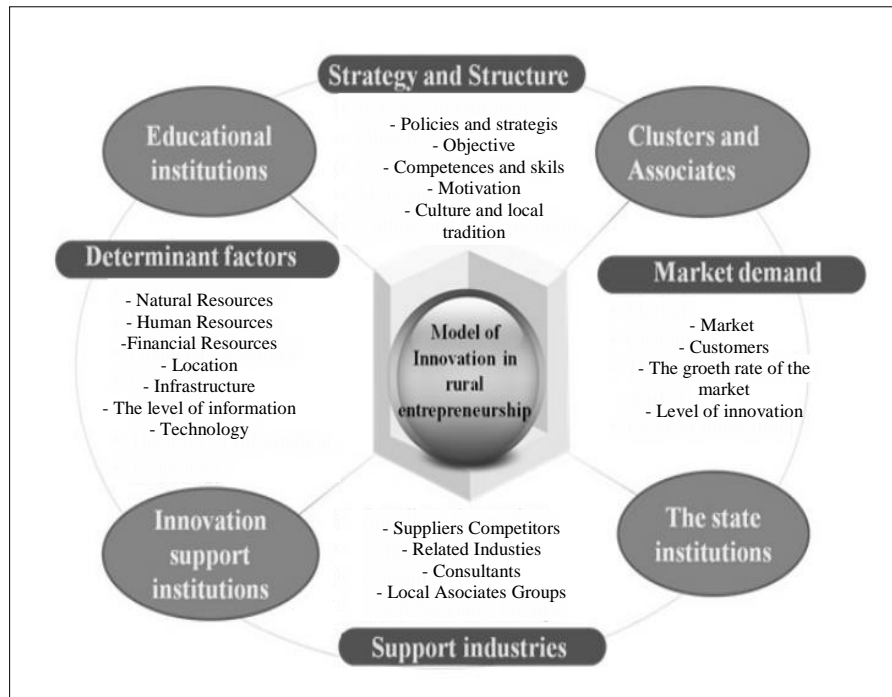 Strategy and Structure
Educational
institutions
- Policies and strategis
- Objective
- Competences and skils
- Motivation
- Culture and local
tradition
Clusters and
Associates
Determinant factors
- Natural Resources
- Human Resources
-Financial Resources
- Location
- Infrastructure
- The level of information
- Technology
Model of
Innovation in
rural
entrepreneurship
Market demand
- Market
- Customers
- The groeth rate of the
market
- Level of innovation
Innovation
support
institutions
- Suppliers Competitors
- Related Industies
- Consultants
- Local Asociates Groups
The state
institutions
Support industries